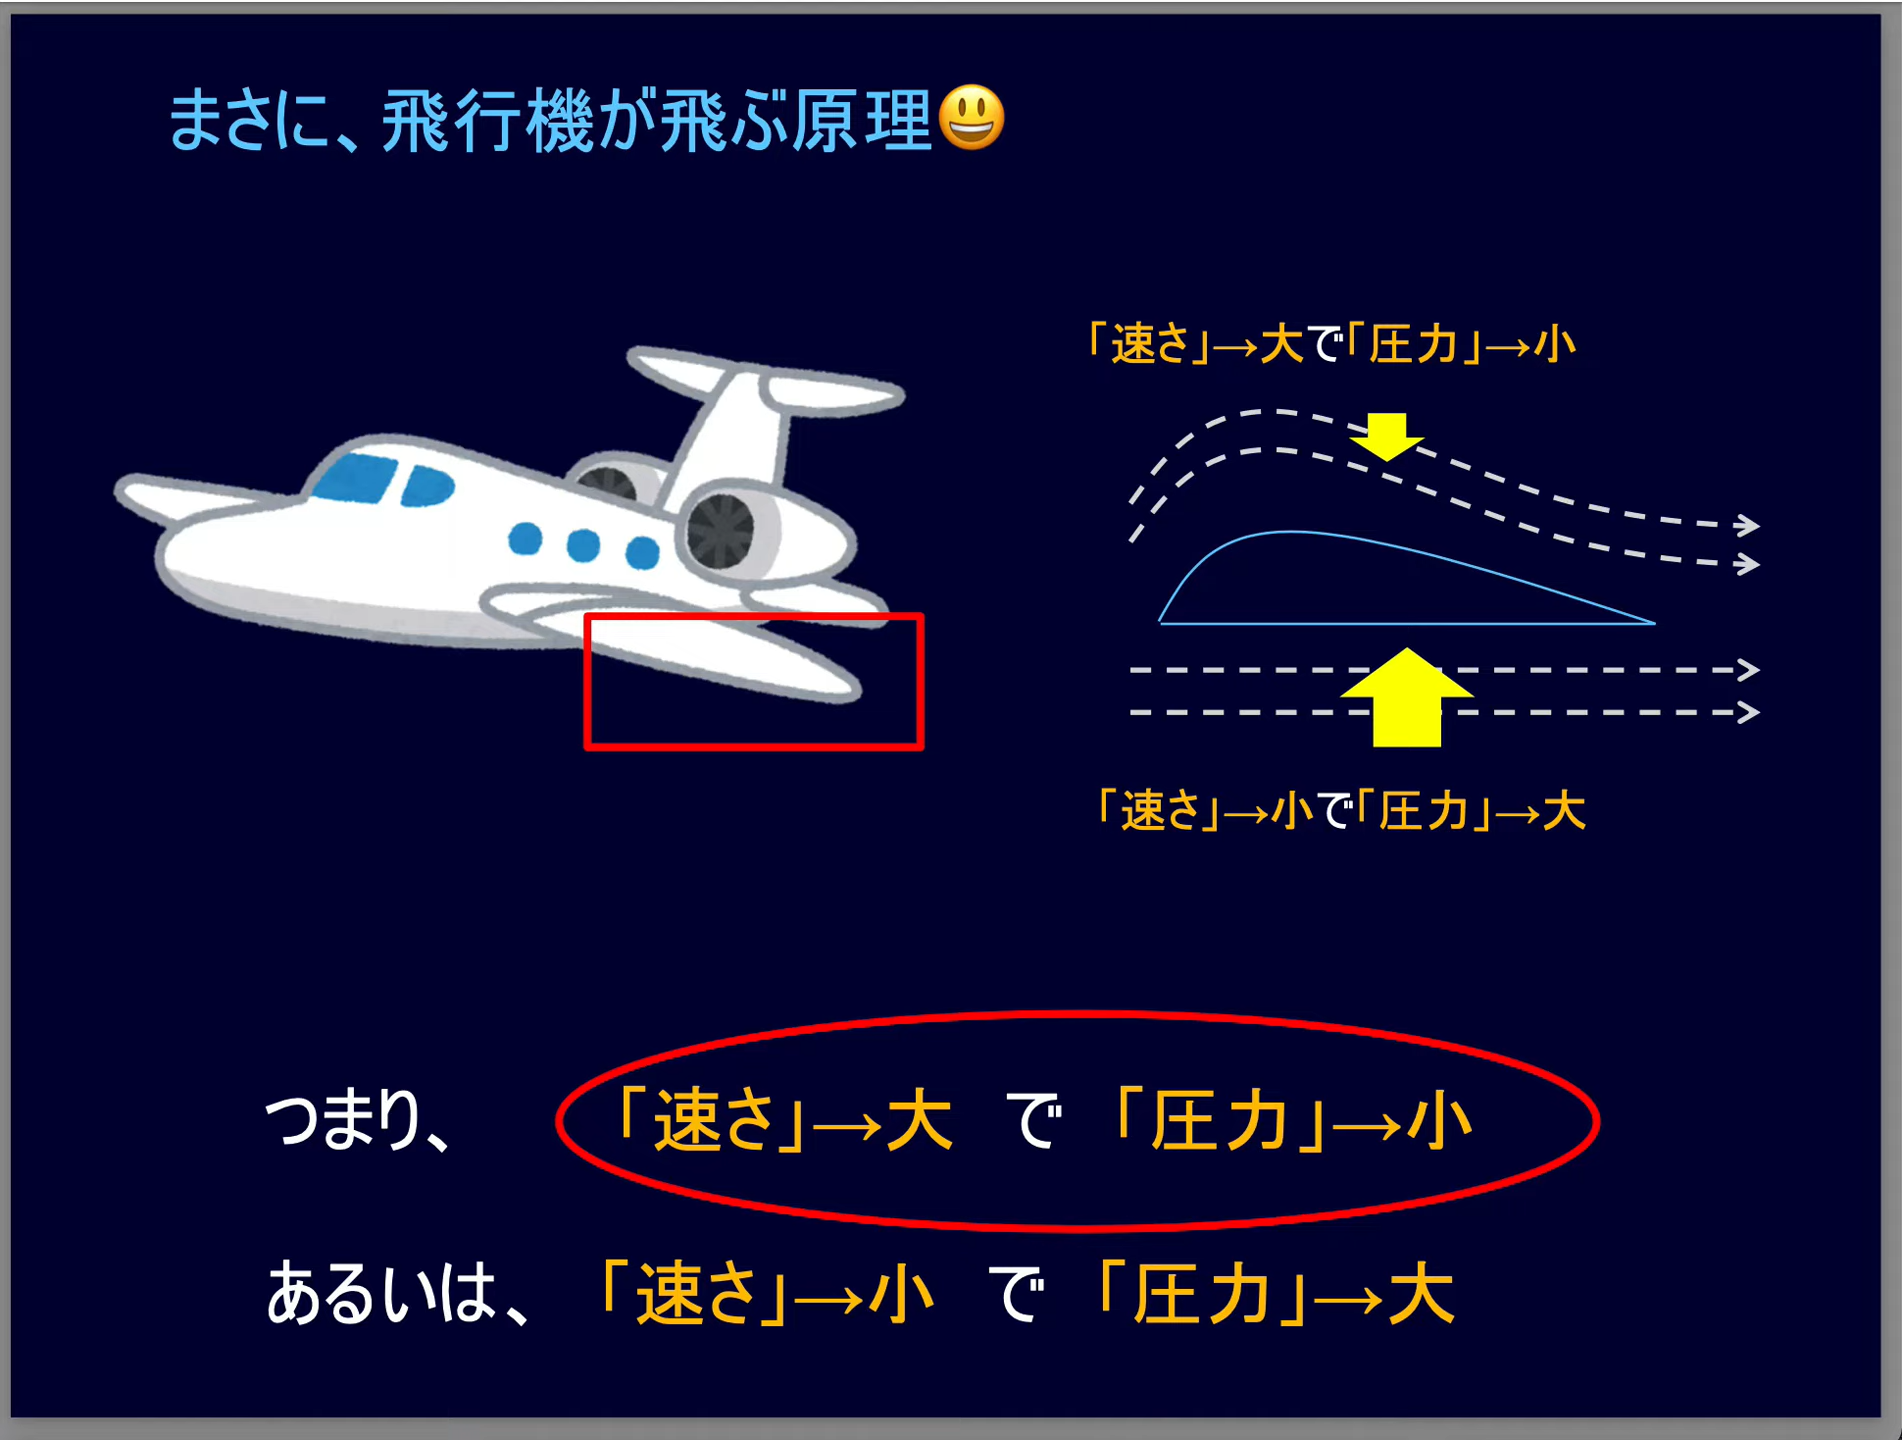 まさに、飛行機が飛ぶ原理😃
「速さ」→大で「圧力」→小
「速さ」→小で「圧力」→大
つまり、 「速さ」→大 で 「圧力」→小
あるいは、 「速さ」→小 で 「圧力」→大